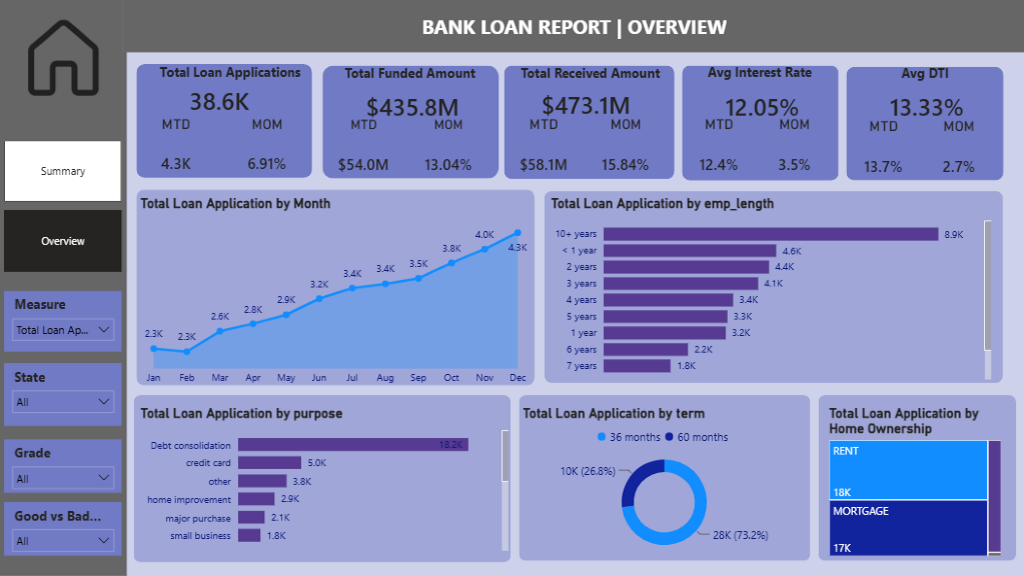 BANK LOAN REPORT | OVERVIEW
Total Loan Applications
38.6K
MTD MOM
4.3K 6.91%
Total Funded Amount
$435.8M
MTD MOM
$54.0M 13.04%
Total Received Amount
$473.1M
MTD MOM
$58.1M 15.84%
Avg Interest Rate
12.05%
MTD MOM
12.4% 3.5%
Avg DTI
13.33%
MTD MOM
13.7% 2.7%
Summary
Overview
Measure
Total Loan Ap...
State
All
Grade
All
Good vs Bad...
All
Total Loan Application by Month
2.3K 2.3K 2.6K 2.8K 2.9K 3.2K 3.4K 3.4K 3.5K 3.8K 4.0K 4.3K
Jan Feb Mar Apr May Jun Jul Aug Sep Oct Nov Dec
Total Loan Application by emp_length
10+ years 8.9K
< 1 year 4.6K
2 years 4.4K
3 years 4.1K
4 years 3.4K
5 years 3.3K
1 year 3.2K
6 years 2.2K
7 years 1.8K
Total Loan Application by purpose
Debt consolidation 18.2K
credit card 5.0K
other 3.8K
home improvement 2.9K
major purchase 2.1K
small business 1.8K
Total Loan Application by term
36 months 60 months
10K (26.8%)
28K (73.2%)
Total Loan Application by
Home Ownership
RENT
18K
MORTGAGE
17K